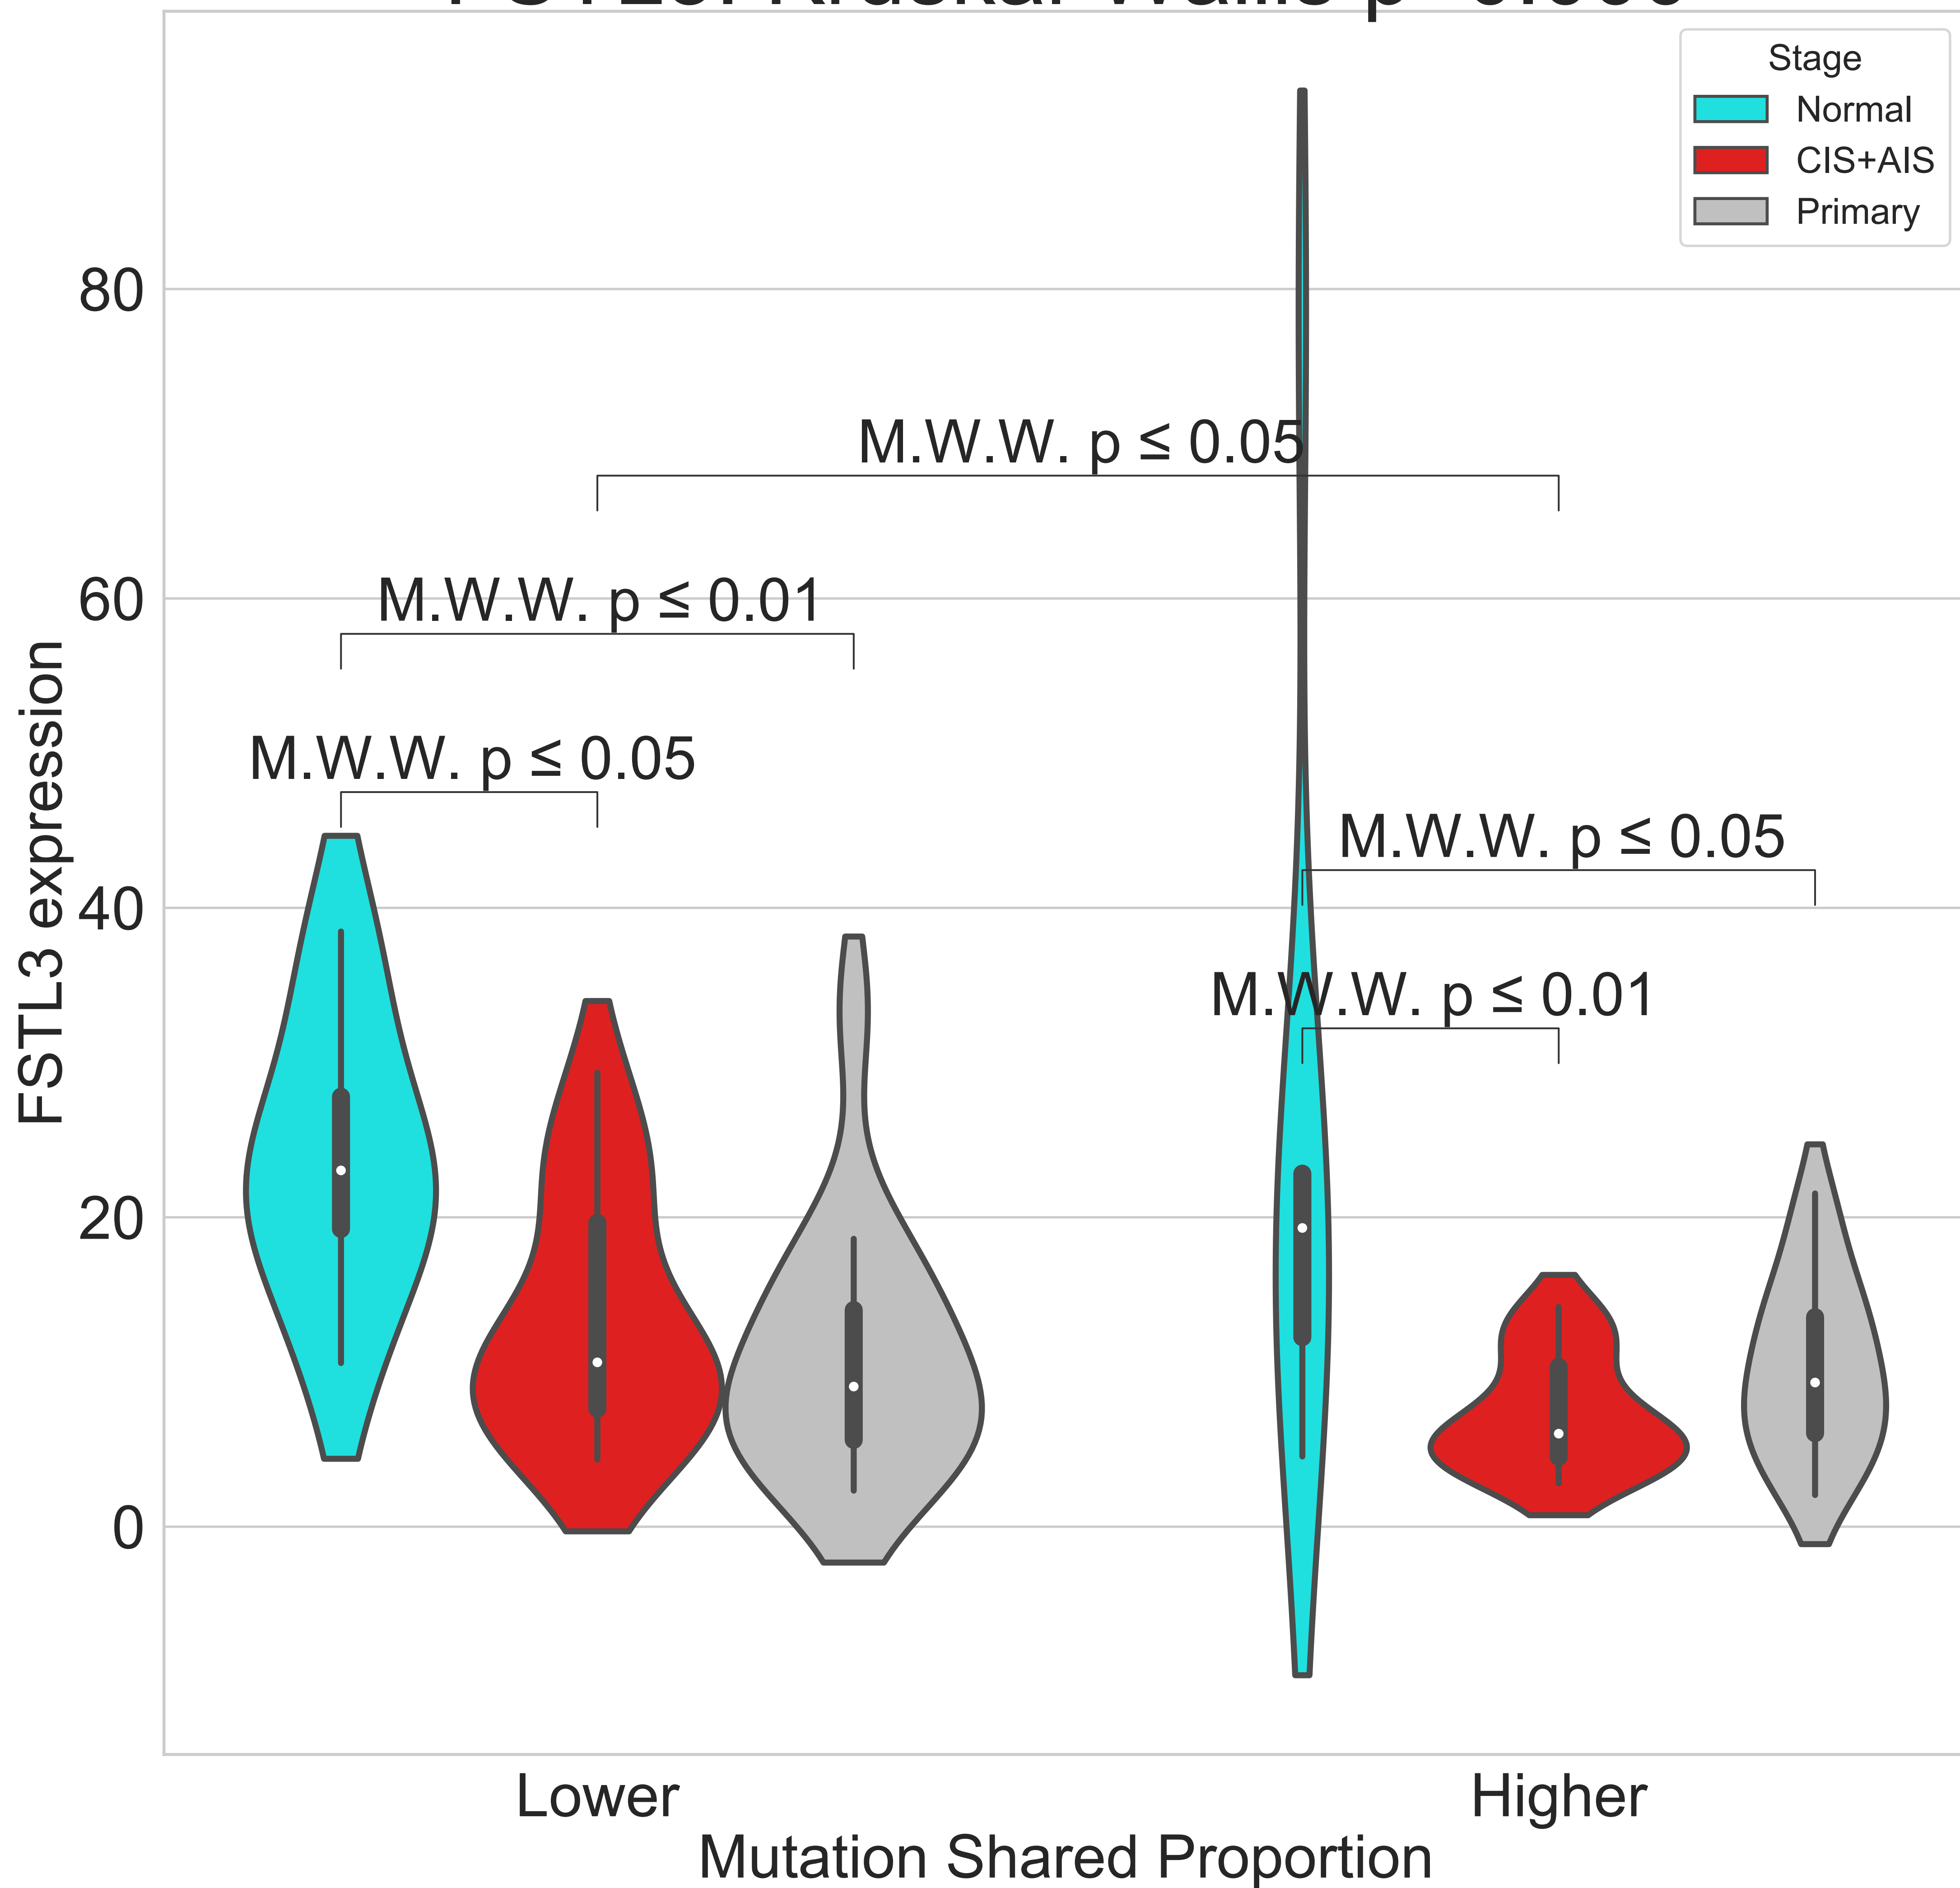 Stage
Normal
CIS+AIS
Primary
80
60
40
20
0
FSTL3 expression
M.W.W. p ≤ 0.05
M.W.W. p ≤ 0.01
M.W.W. p ≤ 0.05
M.W.W. p ≤ 0.05
M.W.W. p ≤ 0.01
Lower
Higher
Mutation Shared Proportion